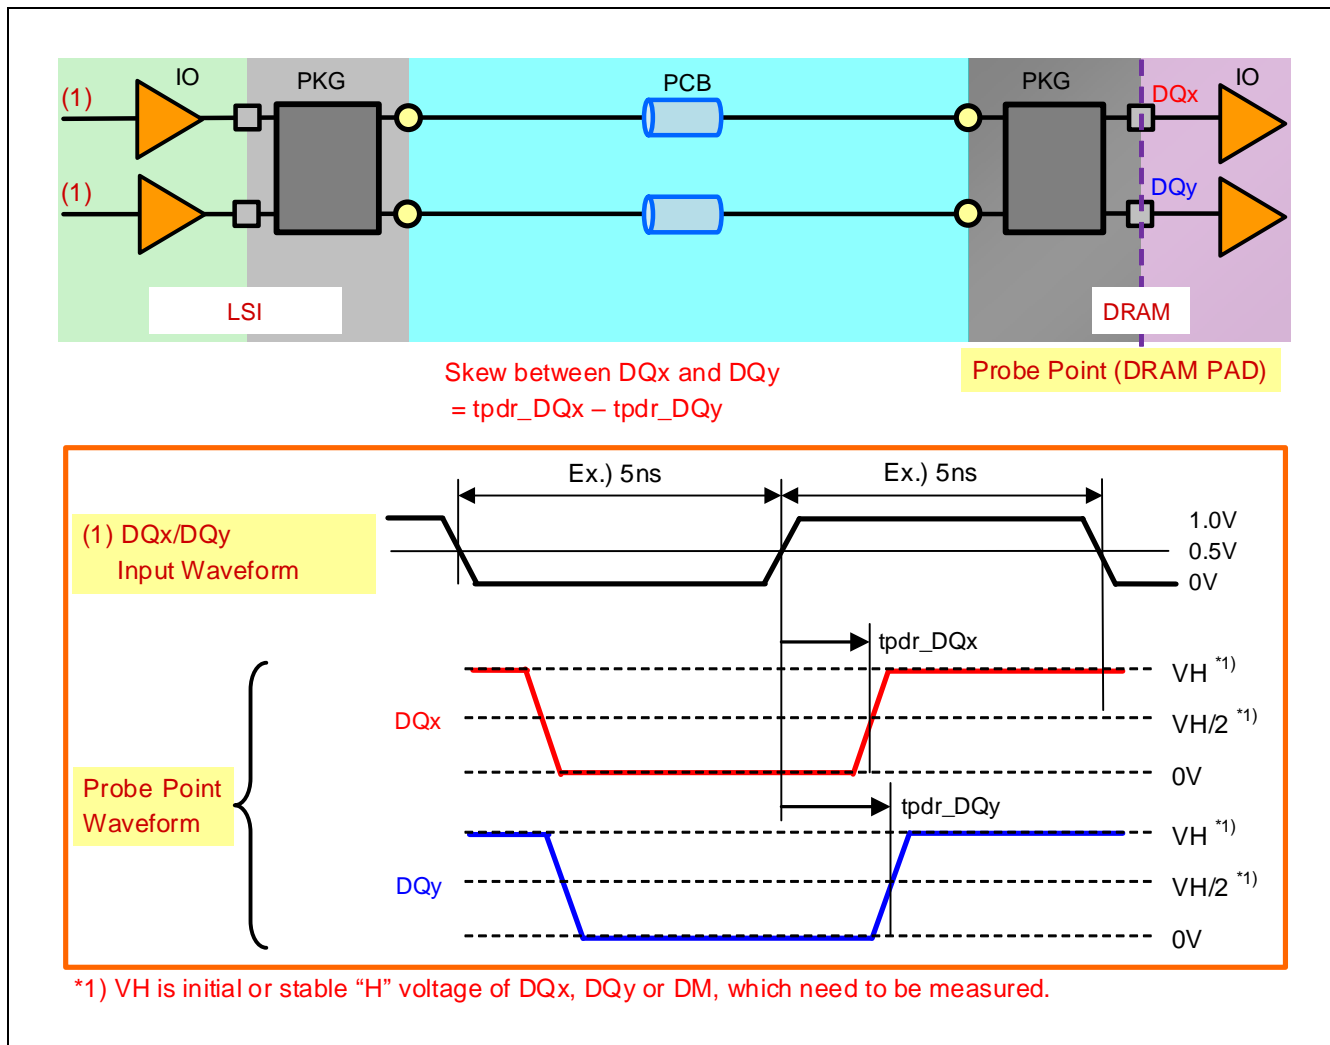 IO
PKG
PCB
PKG
IO
(1)
DQx
(1)
DQy
LSI
DRAM
Skew between DQx and DQy
= tpdr_DQx – tpdr_DQy
Probe Point (DRAM PAD)
Ex.) 5ns
Ex.) 5ns
(1) DQx/DQy
Input Waveform
1.0V
0.5V
0V
tpdr_DQx
VH *1)
DQx
VH/2 *1)
0V
Probe Point
Waveform
tpdr_DQy
VH *1)
DQy
VH/2 *1)
0V
*1) VH is initial or stable “H” voltage of DQx, DQy or DM, which need to be measured.